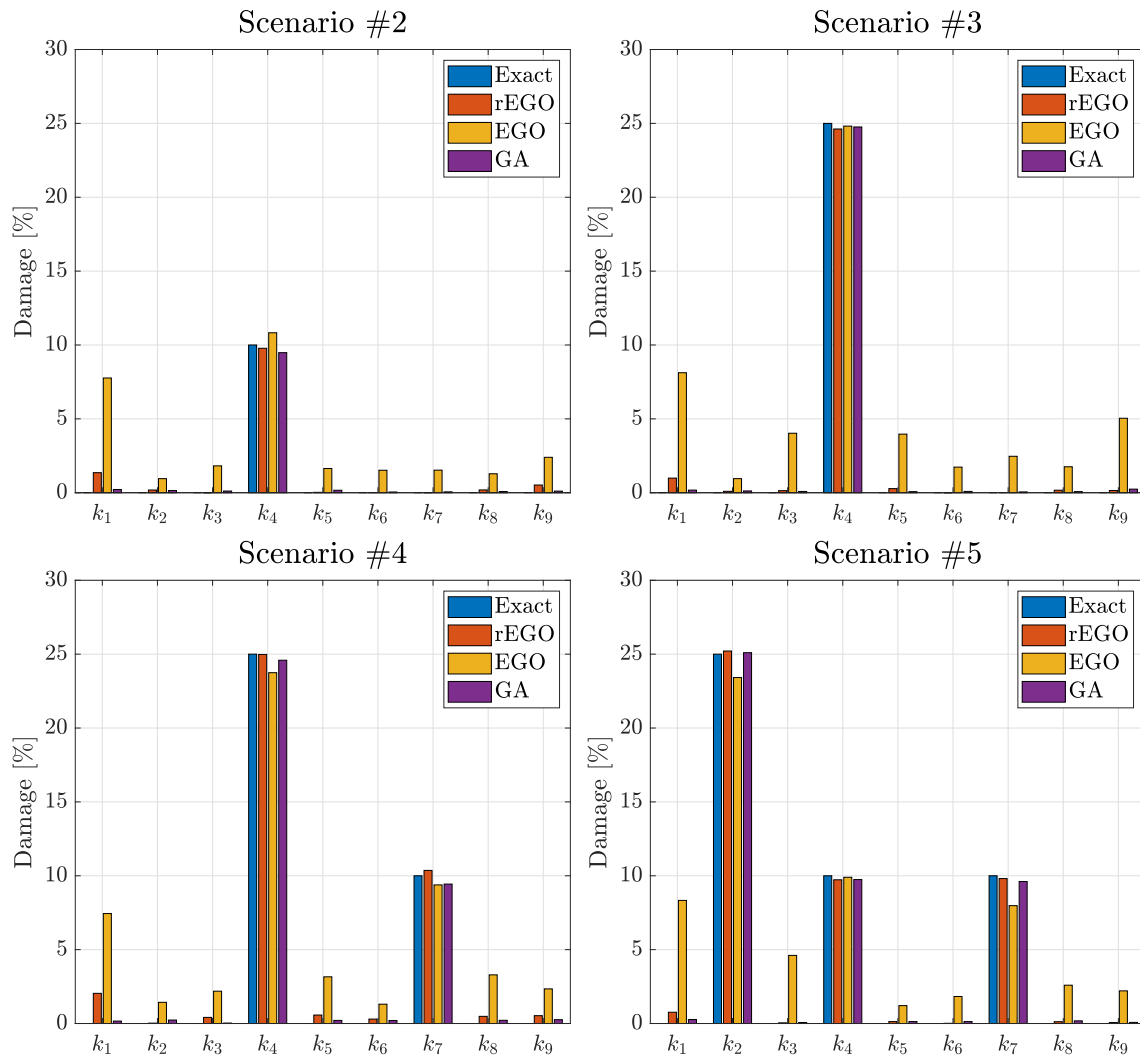 Scenario #2
30
25
20
15
10
5
0
Damage [%]
Exact
rEGO
EGO
GA
k1 k2 k3 k4 k5 k6 k7 k8 k9
Scenario #3
30
25
20
15
10
5
0
Damage [%]
Exact
rEGO
EGO
GA
k1 k2 k3 k4 k5 k6 k7 k8 k9
Scenario #4
30
25
20
15
10
5
0
Damage [%]
Exact
rEGO
EGO
GA
k1 k2 k3 k4 k5 k6 k7 k8 k9
Scenario #5
30
25
20
15
10
5
0
Damage [%]
Exact
rEGO
EGO
GA
k1 k2 k3 k4 k5 k6 k7 k8 k9